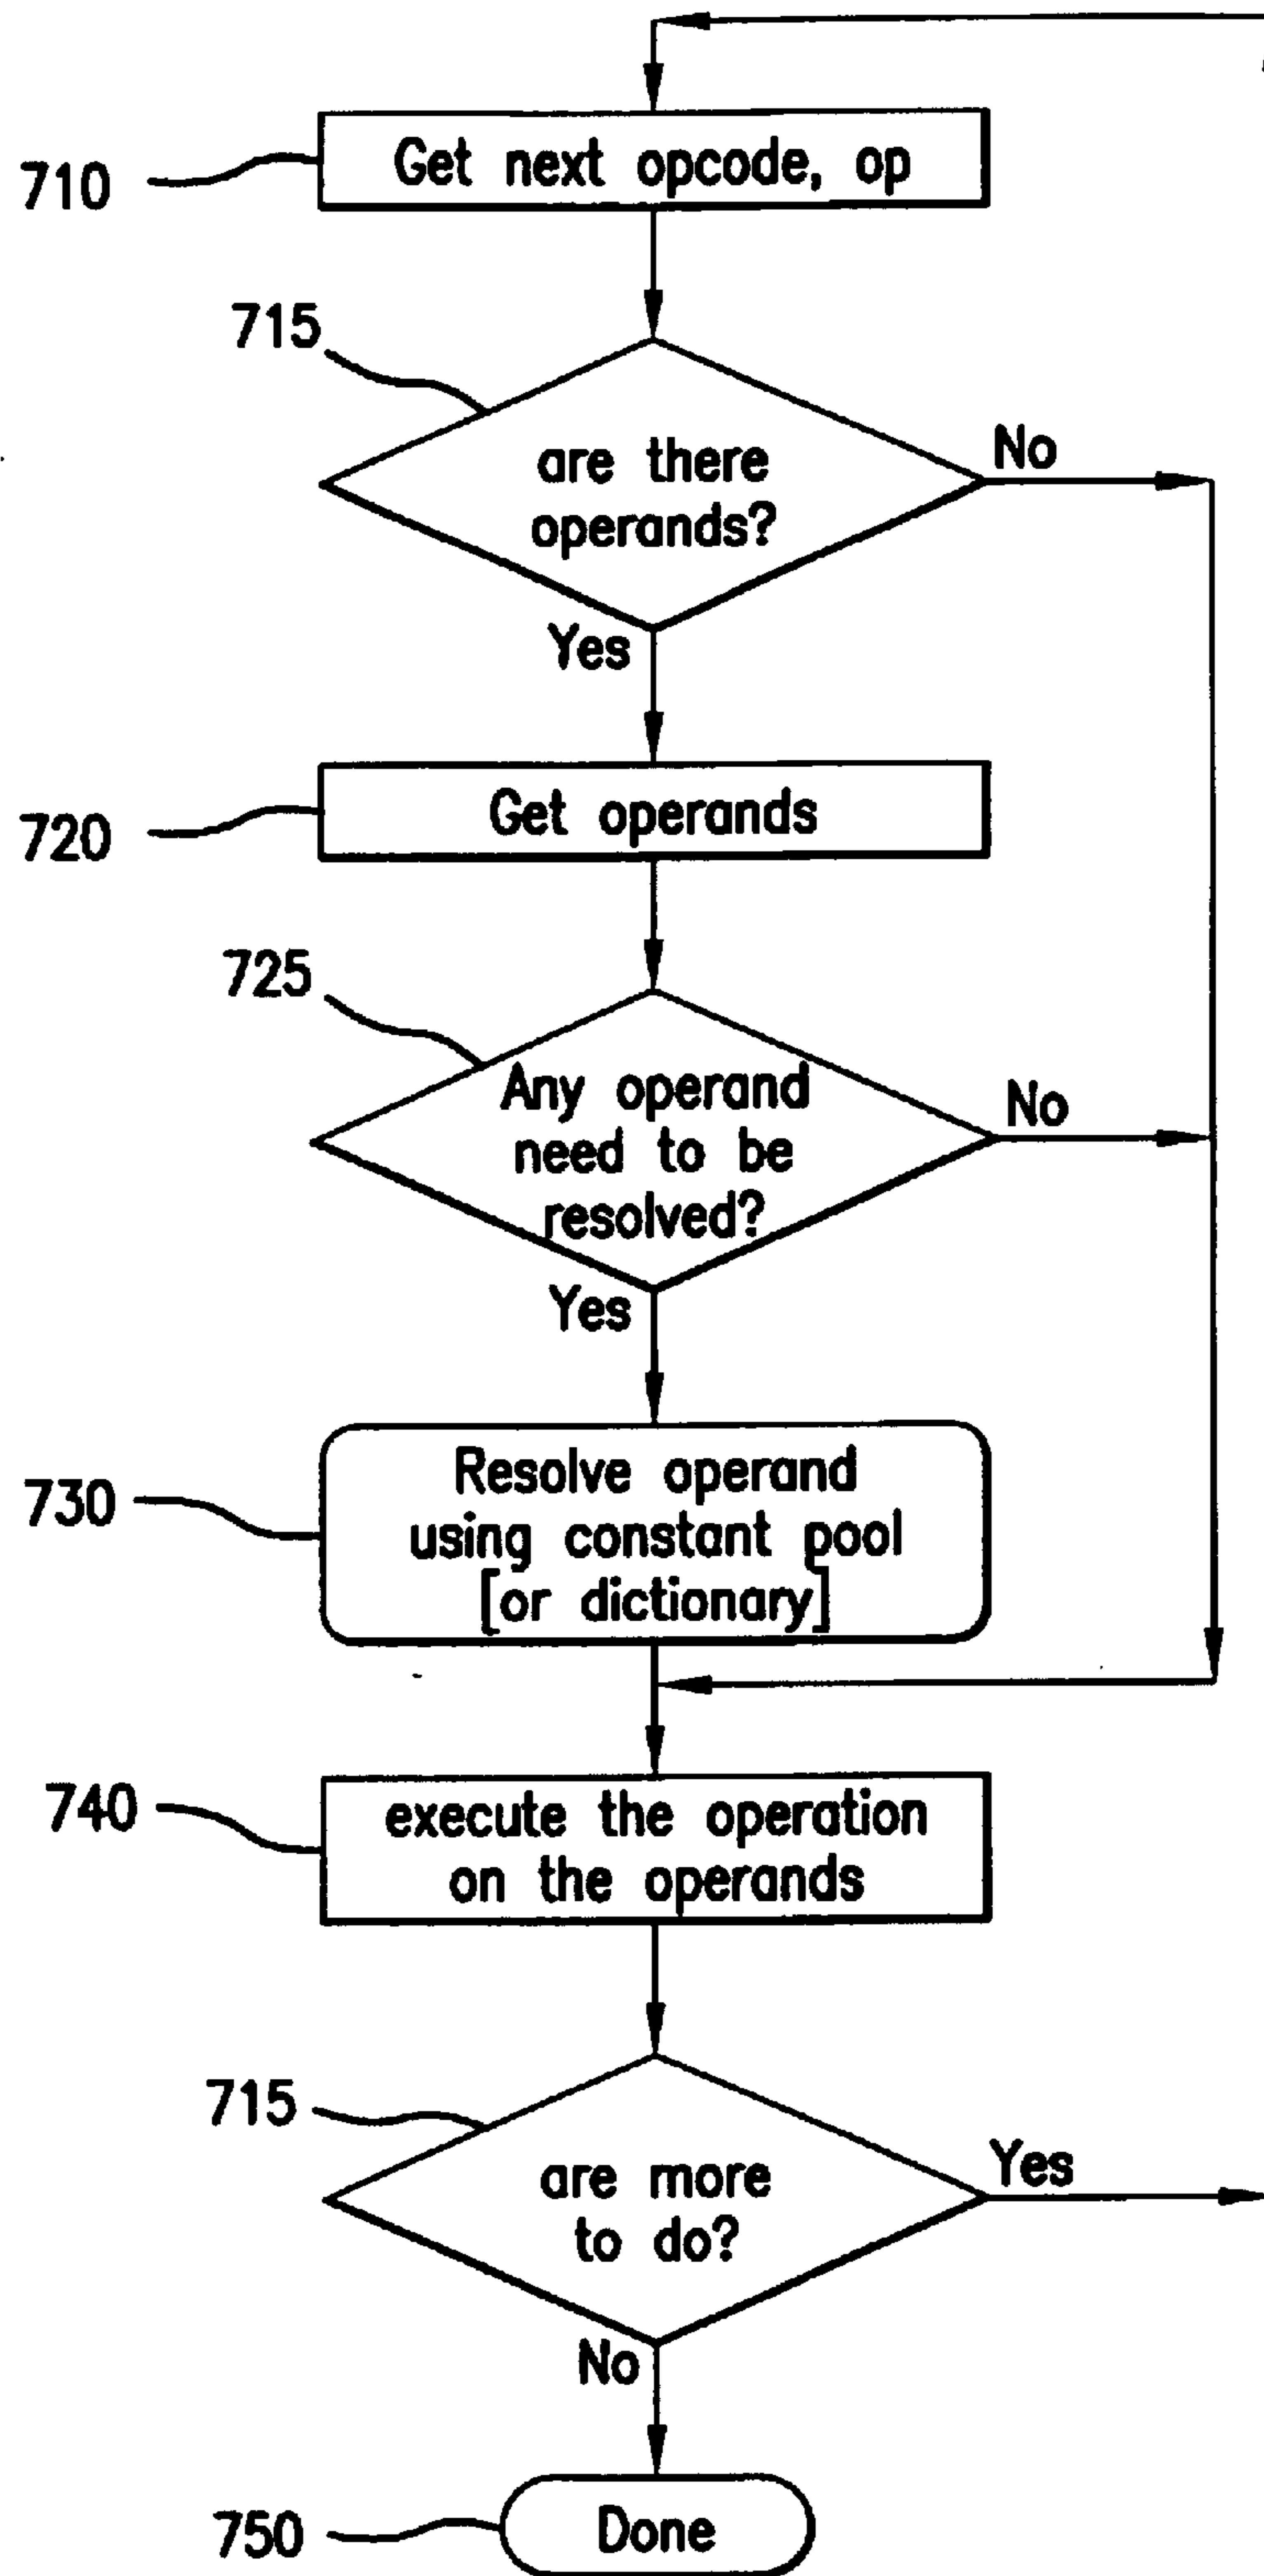 710
Get next opcode, op
715
are there
operands?
No
Yes
720
Get operands
725
Any operand
need to be
resolved?
No
Yes
730
Resolve operand
using constant pool
[or dictionary]
740
execute the operation
on the operands
715
are more
to do?
Yes
No
750
Done